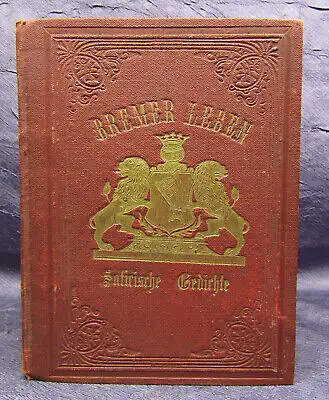 BREMER LEBEN
Satirische Gedichte